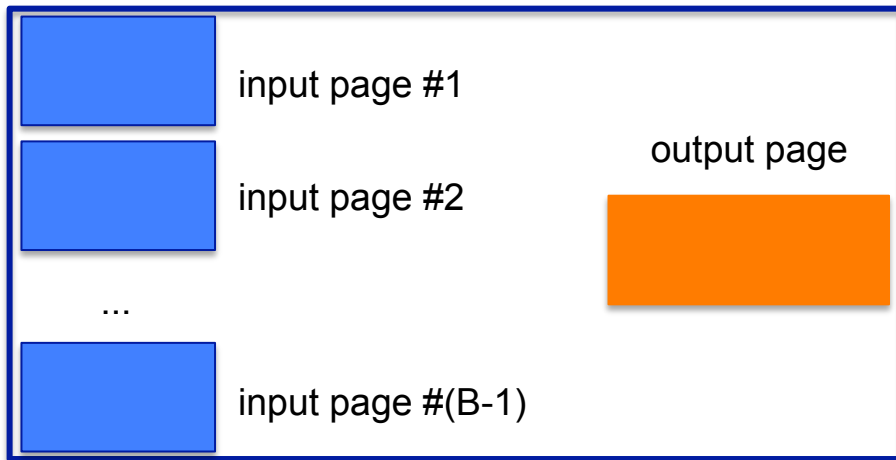 input page #1
output page
input page #2
...
input page #(B-1)